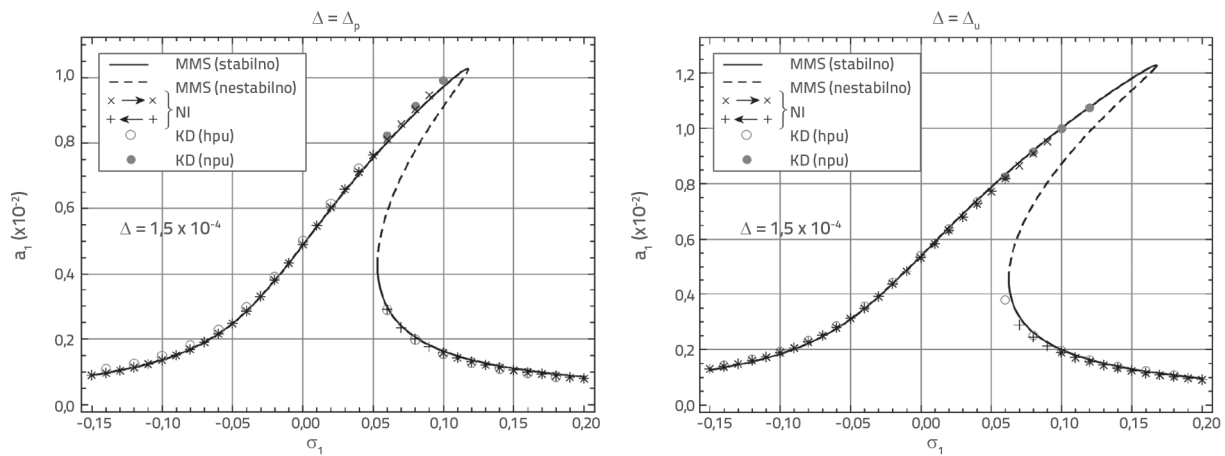 Δ = Δp
1,0
0,8
0,6
0,4
0,2
0,0
a1 (x10-2)
MMS (stabilno)
MMS (nestabilno)
NI
KD (hpu)
KD (npu)
Δ = 1,5 x 10-4
-0,15 -0,10 -0,05 0,00 0,05 0,10 0,15 0,20
σ1
Δ = Δu
1,2
1,0
0,8
0,6
0,4
0,2
0,0
a1 (x10-2)
MMS (stabilno)
MMS (nestabilno)
NI
KD (hpu)
KD (npu)
Δ = 1,5 x 10-4
-0,15 -0,10 -0,05 0,00 0,05 0,10 0,15 0,20
σ1